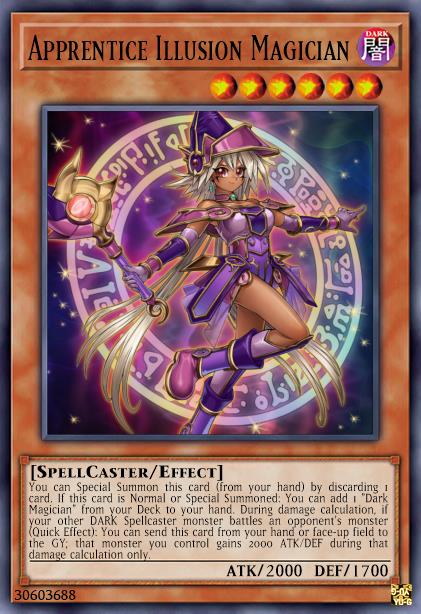 APPRENTICE ILLUSION MAGICIAN
DARK
闇
[SPELLCASTER/EFFECT]
You can Special Summon this card (from your hand) by discarding 1
card. If this card is Normal or Special Summoned: You can add 1 "Dark
Magician" from your Deck to your hand. During damage calculation, if
your other DARK Spellcaster monster battles an opponent's monster
(Quick Effect): You can send this card from your hand or face-up field to
the GY; that monster you control gains 2000 ATK/DEF during that
damage calculation only.
ATK/2000 DEF/1700
30603688